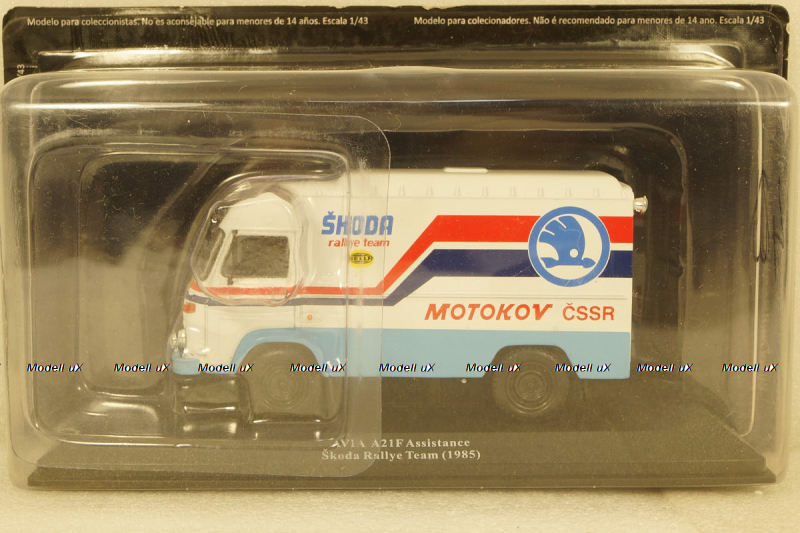 Modelo para coleccionistas. No es aconsejable para menores de 14 años. Escala 1/43
Modelo para colecionadores. Não é recomendado para menores de 14 ano. Escala 1/43
1/43
ŠKODA
rallye team
HELLA
MOTOKOV ČSSR
Modell uX Modell uX Modell uX Modell uX Modell uX Modell uX Modell uX Modell uX Modell uX
AVIA A21F Assistance
Škoda Rallye Team (1985)